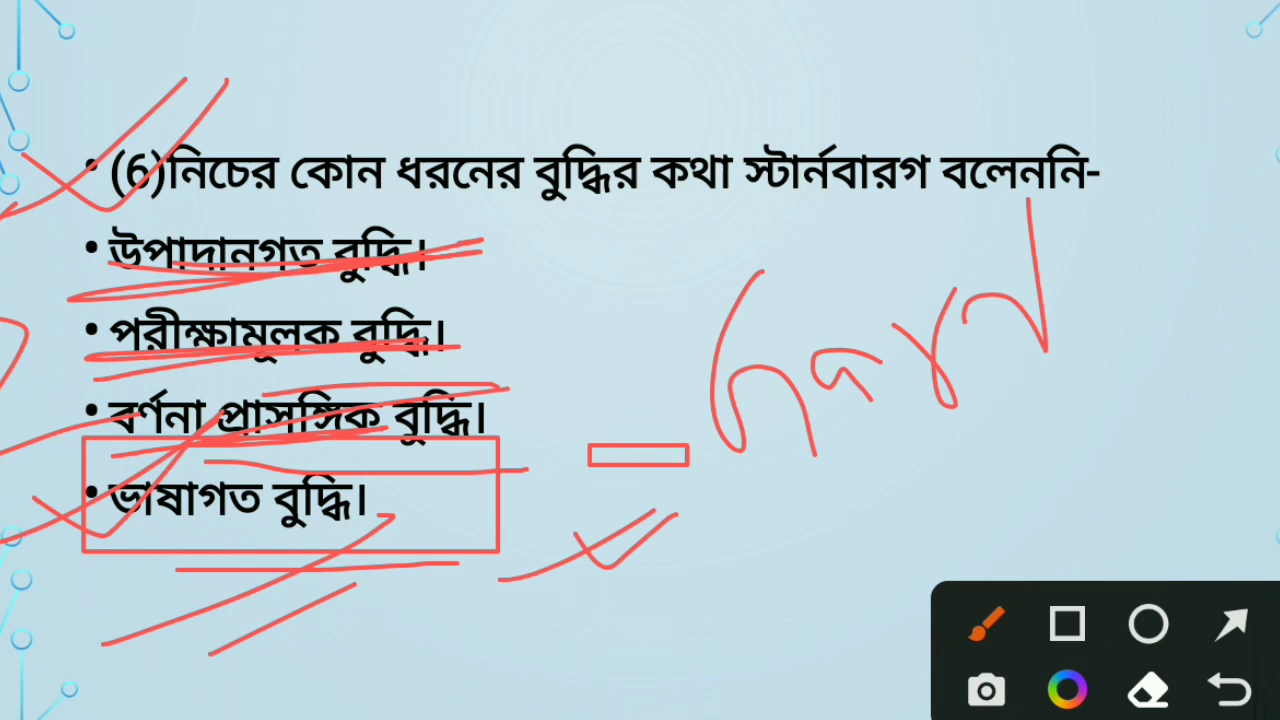 • (6)নিচের কোন ধরনের বুদ্ধির কথা স্টার্নবারগ বলেননি-
• উপাদানগত বুদ্ধি।
• পরীক্ষামূলক বুদ্ধি।
• বর্ণনা প্রাসঙ্গিক বুদ্ধি।
• ভাষাগত বুদ্ধি।